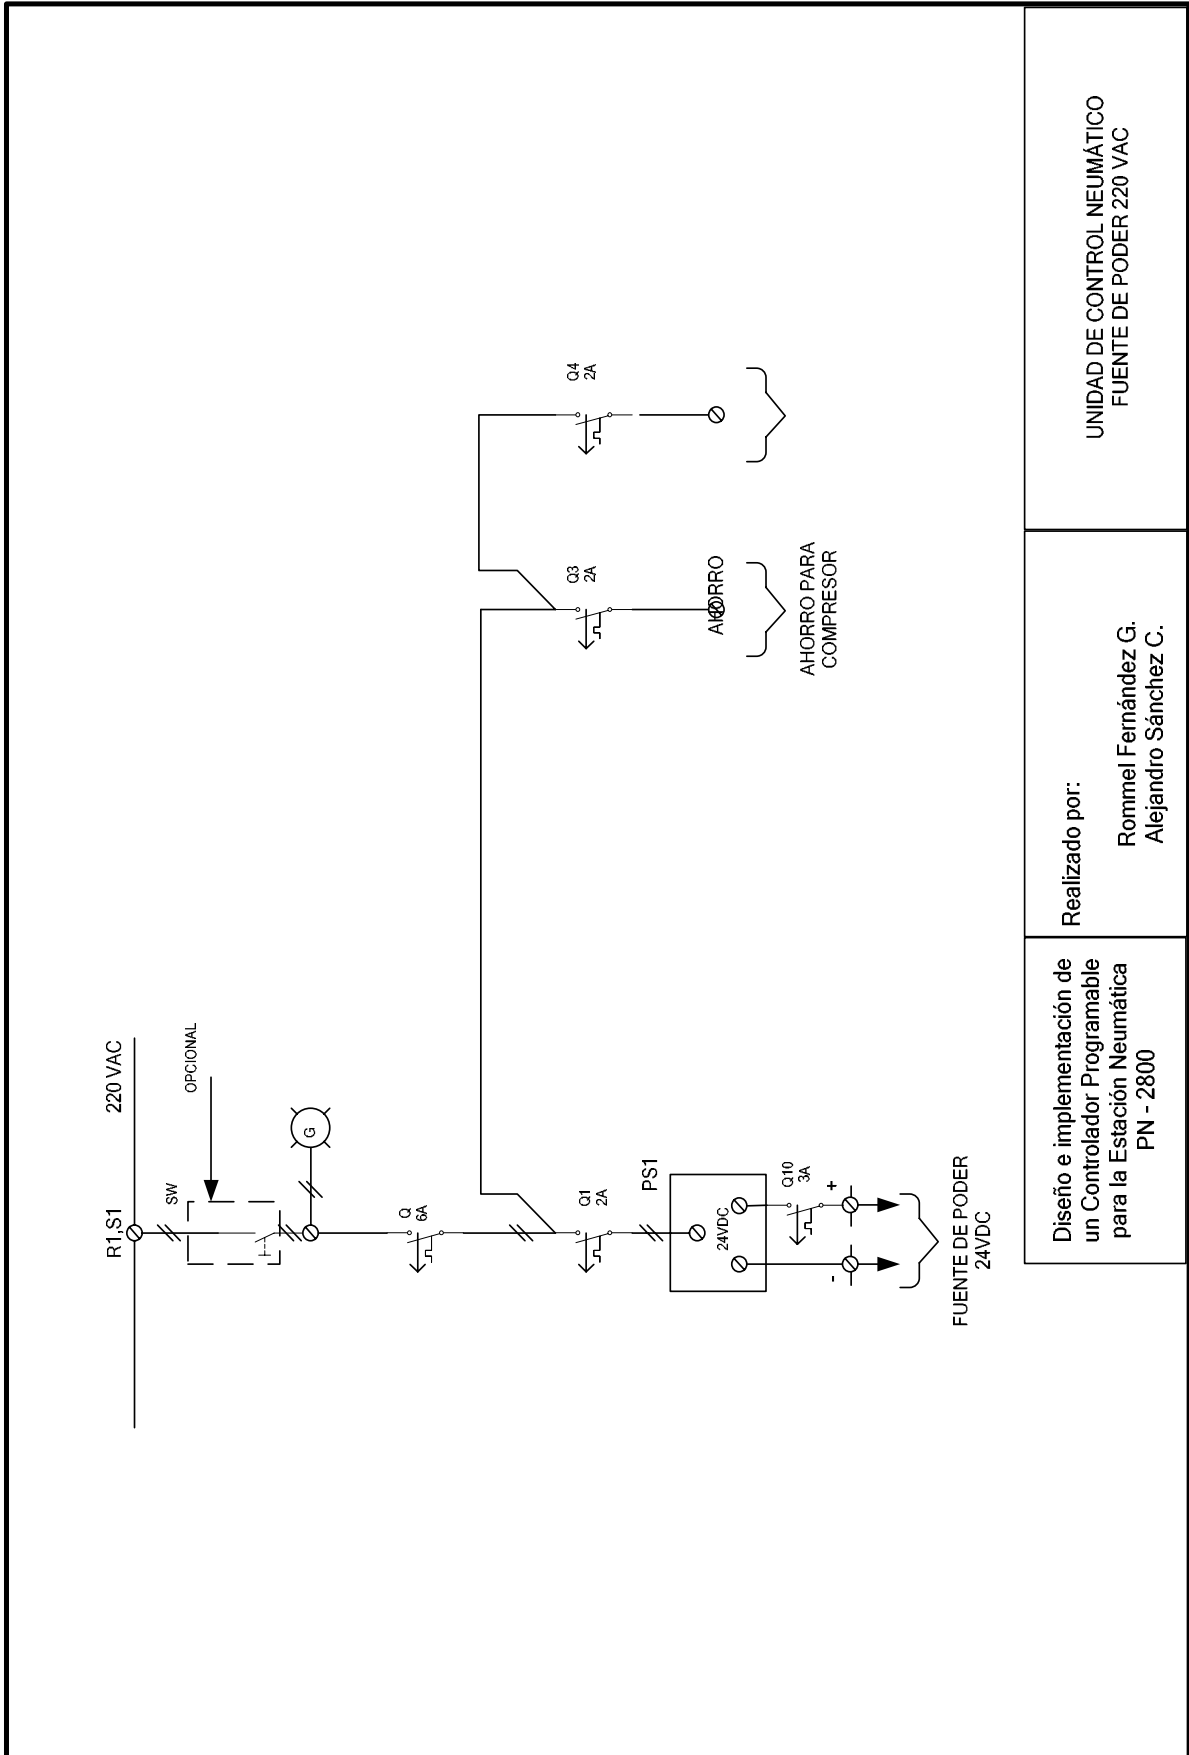 R1,S1
220 VAC
SW
OPCIONAL
G
Q
6A
Q1
2A
Q3
2A
Q4
2A
PS1
24VDC
Q10
3A
-
+
AHORRO
AHORRO PARA
COMPRESOR
FUENTE DE PODER
24VDC
Diseño e implementación de
un Controlador Programable
para la Estación Neumática
PN - 2800
Realizado por:
Rommel Fernández G.
Alejandro Sánchez C.
UNIDAD DE CONTROL NEUMÁTICO
FUENTE DE PODER 220 VAC